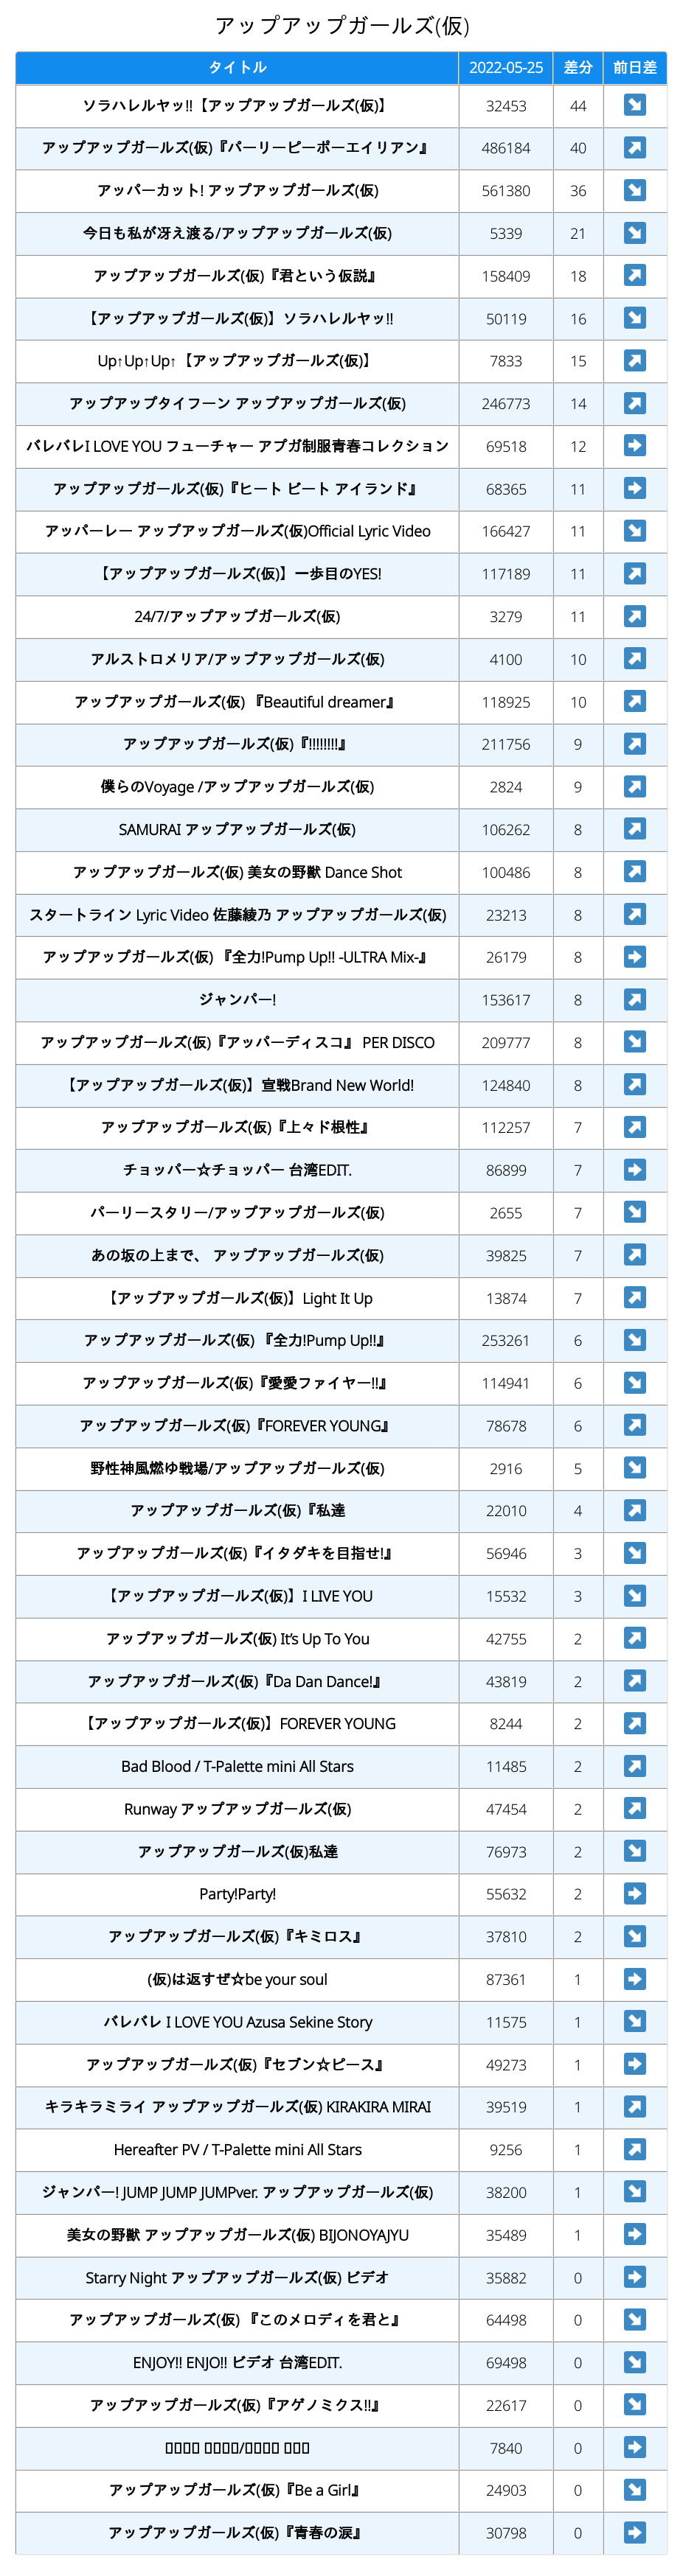 アップアップガールズ(仮)
タイトル 2022-05-25 差分 前日差
ソラハレルヤッ!!【アップアップガールズ(仮)】 32453 44 ↘
アップアップガールズ(仮)『パーリーピーポーエイリアン』 486184 40 ↗
アッパーカット! アップアップガールズ(仮) 561380 36 ↘
今日も私が冴え渡る/アップアップガールズ(仮) 5339 21 ↘
アップアップガールズ(仮)『君という仮説』 158409 18 ↗
【アップアップガールズ(仮)】ソラハレルヤッ!! 50119 16 ↘
Up↑Up↑Up↑【アップアップガールズ(仮)】 7833 15 ↗
アップアップタイフーン アップアップガールズ(仮) 246773 14 ↗
バレバレI LOVE YOU フューチャー アプガ制服青春コレクション 69518 12 ➡
アップアップガールズ(仮)『ヒート ビート アイランド』 68365 11 ➡
アッパーレー アップアップガールズ(仮)Official Lyric Video 166427 11 ↘
【アップアップガールズ(仮)】一歩目のYES! 117189 11 ↗
24/7/アップアップガールズ(仮) 3279 11 ↗
アルストロメリア/アップアップガールズ(仮) 4100 10 ↗
アップアップガールズ(仮) 『Beautiful dreamer』 118925 10 ↗
アップアップガールズ(仮)『!!!!!!!!』 211756 9 ↗
僕らのVoyage /アップアップガールズ(仮) 2824 9 ↗
SAMURAI アップアップガールズ(仮) 106262 8 ↗
アップアップガールズ(仮) 美女の野獣 Dance Shot 100486 8 ↗
スタートライン Lyric Video 佐藤綾乃 アップアップガールズ(仮) 23213 8 ↗
アップアップガールズ(仮) 『全力!Pump Up!! -ULTRA Mix-』 26179 8 ➡
ジャンパー! 153617 8 ↗
アップアップガールズ(仮)『アッパーディスコ』 PER DISCO 209777 8 ↘
【アップアップガールズ(仮)】宣戦Brand New World! 124840 8 ↗
アップアップガールズ(仮)『上々ド根性』 112257 7 ↗
チョッパー☆チョッパー 台湾EDIT. 86899 7 ➡
パーリースタリー/アップアップガールズ(仮) 2655 7 ↘
あの坂の上まで、 アップアップガールズ(仮) 39825 7 ↗
【アップアップガールズ(仮)】Light It Up 13874 7 ↗
アップアップガールズ(仮) 『全力!Pump Up!!』 253261 6 ↘
アップアップガールズ(仮)『愛愛ファイヤー!!』 114941 6 ↘
アップアップガールズ(仮)『FOREVER YOUNG』 78678 6 ↗
野性神風燃ゆ戦場/アップアップガールズ(仮) 2916 5 ↘
アップアップガールズ(仮)『私達 22010 4 ↗
アップアップガールズ(仮)『イタダキを目指せ!』 56946 3 ↘
【アップアップガールズ(仮)】I LIVE YOU 15532 3 ↘
アップアップガールズ(仮) It's Up To You 42755 2 ↗
アップアップガールズ(仮)『Da Dan Dance!』 43819 2 ↗
【アップアップガールズ(仮)】FOREVER YOUNG 8244 2 ↗
Bad Blood / T-Palette mini All Stars 11485 2 ↗
Runway アップアップガールズ(仮) 47454 2 ↗
アップアップガールズ(仮)私達 76973 2 ↘
Party!Party! 55632 2 ➡
アップアップガールズ(仮)『キミロス』 37810 2 ↘
(仮)は返すぜ☆be your soul 87361 1 ➡
バレバレ I LOVE YOU Azusa Sekine Story 11575 1 ↘
アップアップガールズ(仮)『セブン☆ピース』 49273 1 ➡
キラキラミライ アップアップガールズ(仮) KIRAKIRA MIRAI 39519 1 ↗
Hereafter PV / T-Palette mini All Stars 9256 1 ↗
ジャンパー! JUMP JUMP JUMPver. アップアップガールズ(仮) 38200 1 ↘
美女の野獣 アップアップガールズ(仮) BIJONOYAJYU 35489 1 ➡
Starry Night アップアップガールズ(仮) ビデオ 35882 0 ➡
アップアップガールズ(仮) 『このメロディを君と』 64498 0 ↘
ENJOY!! ENJO!! ビデオ 台湾EDIT. 69498 0 ↘
アップアップガールズ(仮)『アゲノミクス!!』 22617 0 ↘
▯▯▯▯ ▯▯▯▯/▯▯▯▯ ▯▯▯ 7840 0 ➡
アップアップガールズ(仮)『Be a Girl』 24903 0 ↘
アップアップガールズ(仮)『青春の涙』 30798 0 ➡